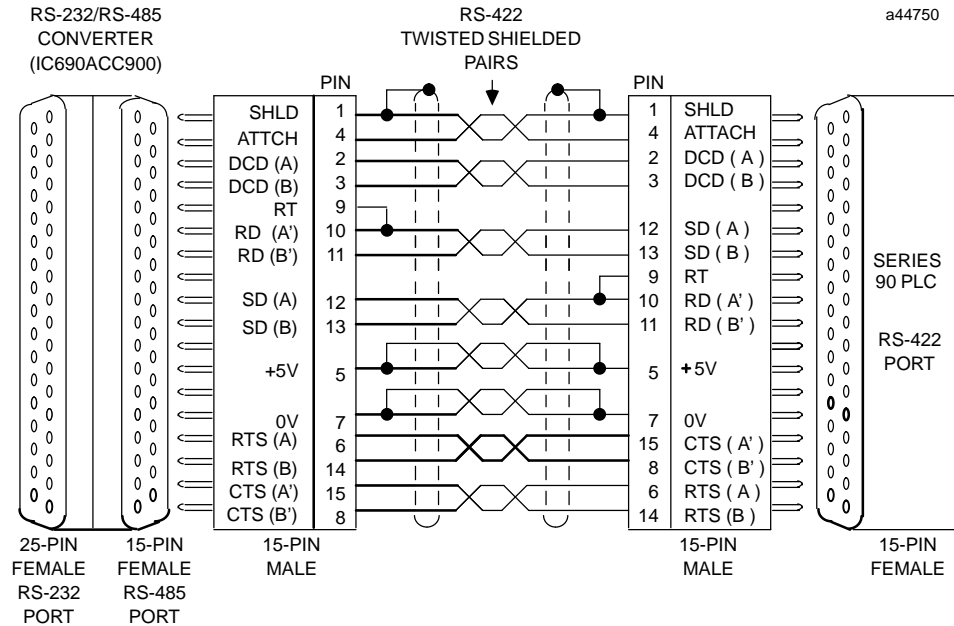 RS-232/RS-485
CONVERTER
(IC690ACC900)
RS-422
TWISTED SHIELDED
PAIRS
a44750
PIN
PIN
SHLD 1
1 SHLD
ATTCH 4
4 ATTACH
DCD (A) 2
2 DCD ( A )
DCD (B) 3
3 DCD ( B )
RT 9
RD (A') 10
12 SD ( A )
RD (B') 11
13 SD ( B )
9 RT
SD (A) 12
10 RD ( A' )
SD (B) 13
11 RD ( B' )
+5V 5
5 +5V
0V 7
7 0V
RTS (A) 6
15 CTS ( A' )
RTS (B) 14
8 CTS ( B' )
CTS (A') 15
6 RTS ( A )
CTS (B') 8
14 RTS (B )
SERIES
90 PLC
RS-422
PORT
25-PIN
FEMALE
RS-232
PORT
15-PIN
FEMALE
RS-485
PORT
15-PIN
MALE
15-PIN
MALE
15-PIN
FEMALE